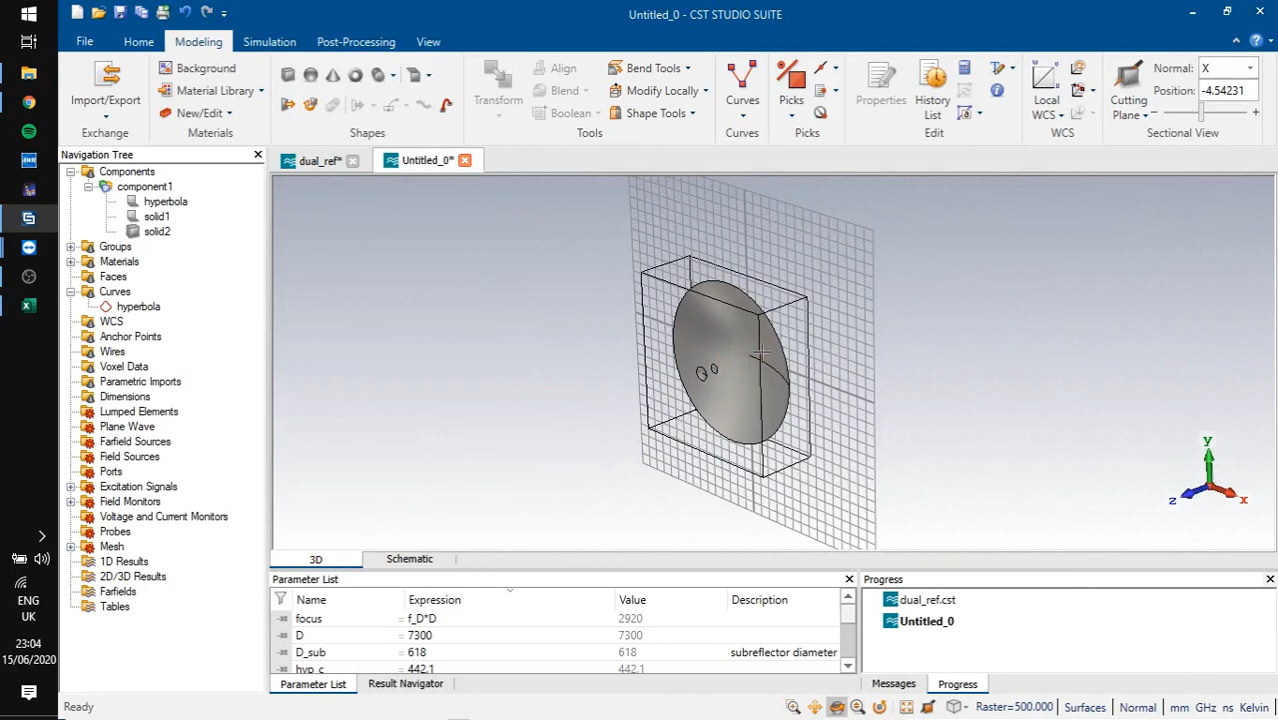 Untitled_0 - CST STUDIO SUITE
File Home Modeling Simulation Post-Processing View
Import/Export
Exchange
Background
Material Library
New/Edit
Materials
Shapes
Transform
Align
Blend
Boolean
Bend Tools
Modify Locally
Shape Tools
Tools
Curves
Curves
Picks
Picks
Properties
History
List
Edit
Local
WCS
WCS
Cutting
Plane
Normal: X
Position: -4.54231
Sectional View
Navigation Tree
dual_ref*
Untitled_0*
Components
component1
hyperbola
solid1
solid2
Groups
Materials
Faces
Curves
hyperbola
WCS
Anchor Points
Wires
Voxel Data
Parametric Imports
Dimensions
Lumped Elements
Plane Wave
Farfield Sources
Field Sources
Ports
Excitation Signals
Field Monitors
Voltage and Current Monitors
Probes
Mesh
1D Results
2D/3D Results
Farfields
Tables
y
z
x
3D Schematic
Parameter List
Name Expression Value Description
focus = f_D*D 2920
D = 7300 7300
D_sub = 618 618 subreflector diameter
hyp_c = 442.1 442.1
Parameter List Result Navigator
Progress
dual_ref.cst
Untitled_0
Messages Progress
AWR
ENG
UK
23:04
15/06/2020
Ready
Raster=500.000 Surfaces Normal mm GHz ns Kelvin